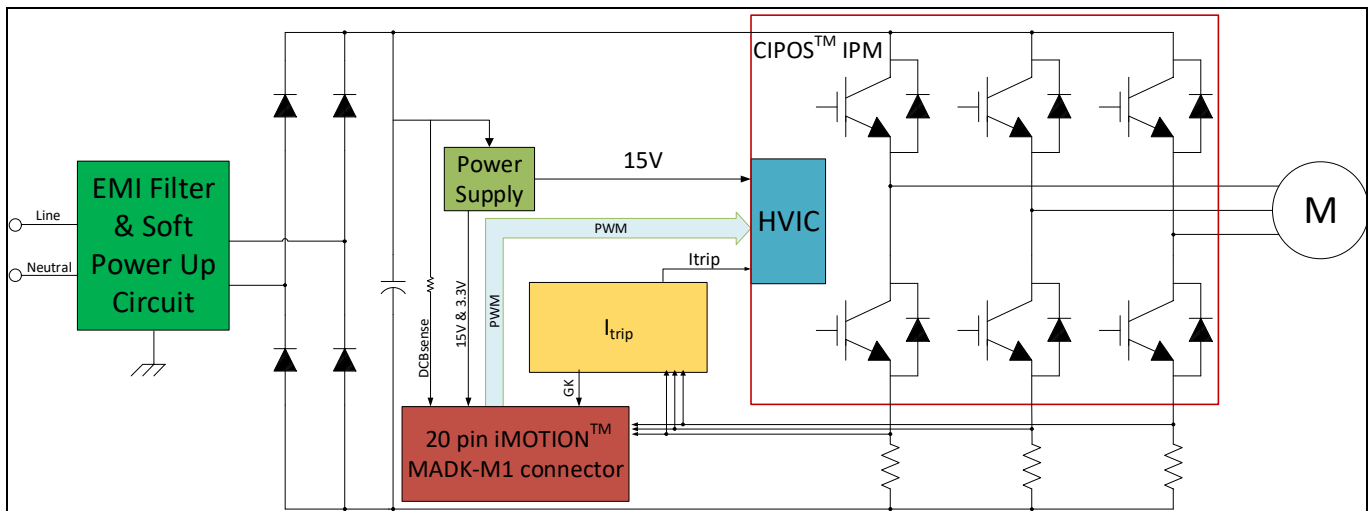 CIPOS™ IPM
EMI Filter
& Soft
Power Up
Circuit
Line
Neutral
Power
Supply
15V
HVIC
PWM
Itrip
M
DCBsense
15V & 3.3V
PWM
Itrip
GK
20 pin iMOTION™
MADK-M1 connector